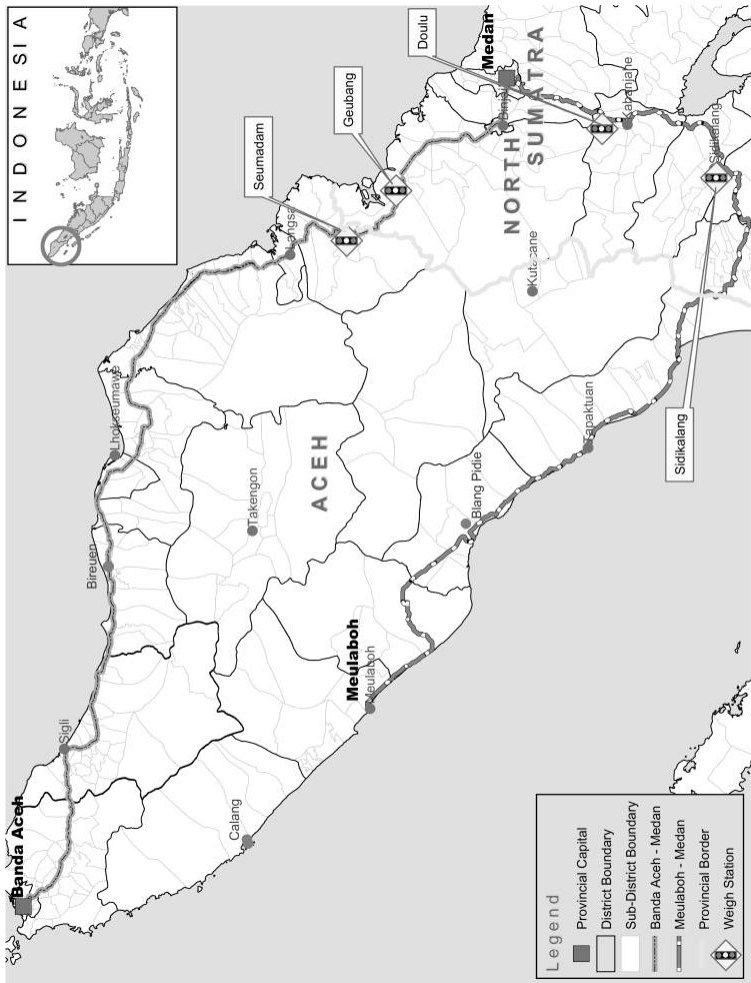 INDONESIA
Banda Aceh
Sigli
Bireuen
Lhokseumawe
Langsa
Seumadam
Geubang
Doulu
Medan
Binjai
Kabanjahe
Sidikalang
Sidikalang
NORTH
SUMATRA
Kutacane
ACEH
Takengon
Blang Pidie
Tapaktuan
Meulaboh
Meulaboh
Calang
Legend
Provincial Capital
District Boundary
Sub-District Boundary
Banda Aceh - Medan
Meulaboh - Medan
Provincial Border
Weigh Station